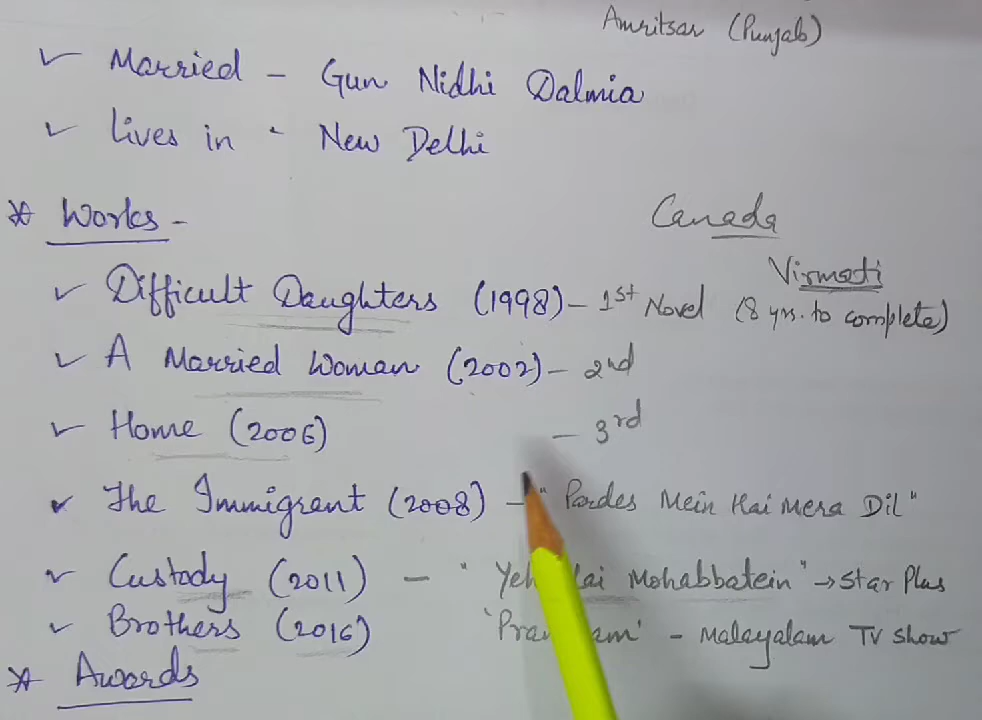 Amritsar (Punjab)
✓ Married - Gun Nidhi Dalmia
✓ lives in - New Delhi
* Works -
Canada
Virmati
✓ Difficult Daughters (1998) - 1st Novel (8 yrs. to complete)
✓ A Married Woman (2002) - 2nd
✓ Home (2006) - 3rd
✓ The Immigrant (2008) - "Pardes Mein Hai Mera Dil"
✓ Custody (2011) - "Yeh Hai Mohabbatein" → Star Plus
✓ Brothers (2016) - Malayalam TV Show
* Awards